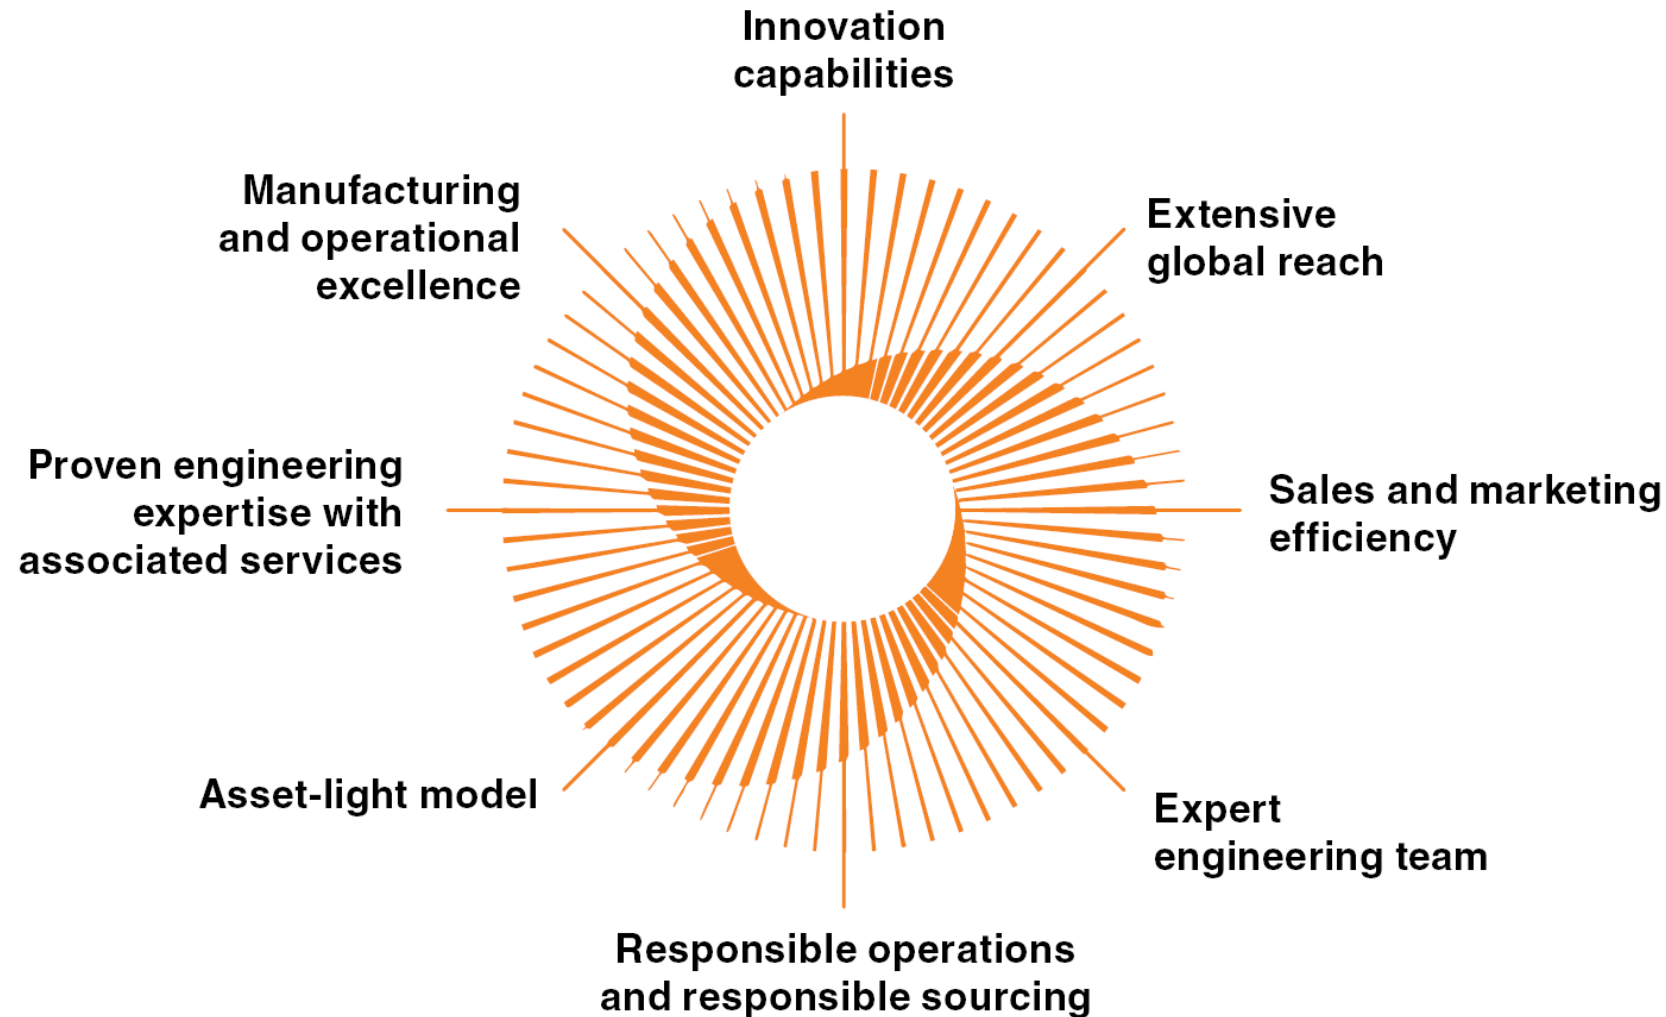 Innovation
capabilities
Extensive
global reach
Sales and marketing
efficiency
Expert
engineering team
Responsible operations
and responsible sourcing
Asset-light model
Proven engineering
expertise with
associated services
Manufacturing
and operational
excellence